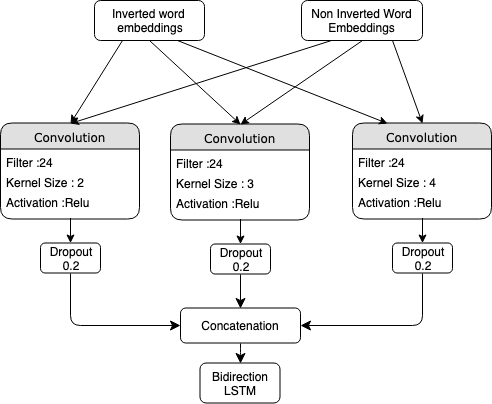 Inverted word
embeddings
Non Inverted Word
Embeddings
Convolution
Filter :24
Kernel Size : 2
Activation :Relu
Convolution
Filter :24
Kernel Size : 3
Activation :Relu
Convolution
Filter :24
Kernel Size : 4
Activation :Relu
Dropout
0.2
Dropout
0.2
Dropout
0.2
Concatenation
Bidirection
LSTM